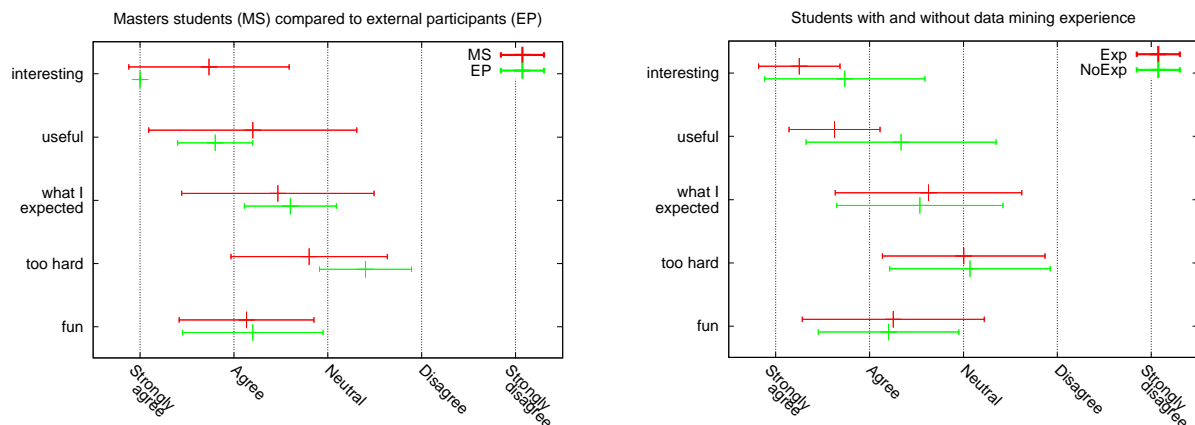 Masters students (MS) compared to external participants (EP)
MS
EP
interesting
useful
what I
expected
too hard
fun
Strongly
agree
Agree
Neutral
Disagree
Strongly
disagree
Students with and without data mining experience
Exp
NoExp
interesting
useful
what I
expected
too hard
fun
Strongly
agree
Agree
Neutral
Disagree
Strongly
disagree